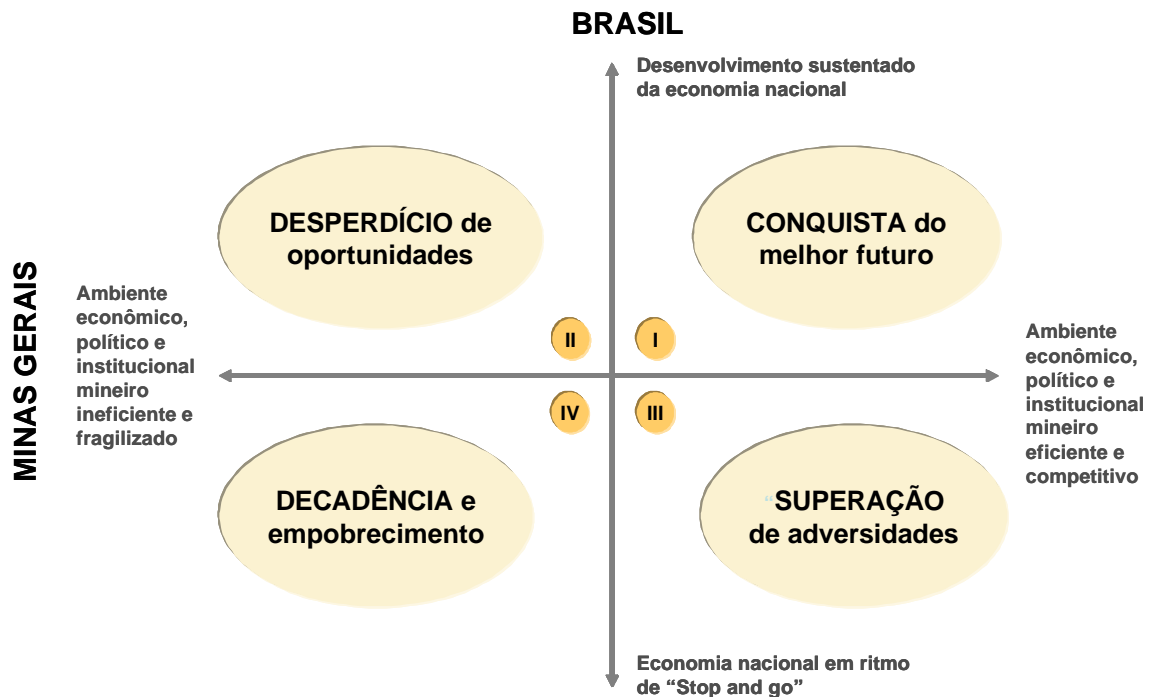 BRASIL
Desenvolvimento sustentado
da economia nacional
DESPERDÍCIO de
oportunidades
CONQUISTA do
melhor futuro
MINAS GERAIS
Ambiente
econômico,
político e
institucional
mineiro
ineficiente e
fragilizado
II
I
Ambiente
econômico,
político e
institucional
mineiro
eficiente e
competitivo
IV
III
DECADÊNCIA e
empobrecimento
“SUPERAÇÃO
de adversidades
Economia nacional em ritmo
de “Stop and go”